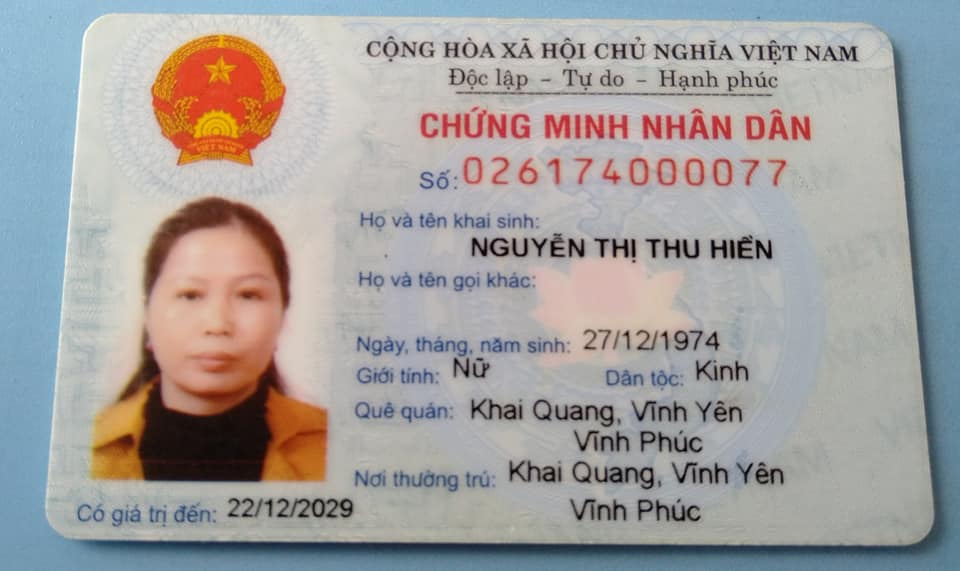 CỘNG HÒA XÃ HỘI CHỦ NGHĨA VIỆT NAM
Độc lập - Tự do - Hạnh phúc
CHỨNG MINH NHÂN DÂN
Số: 026174000077
Họ và tên khai sinh:
NGUYỄN THỊ THU HIỀN
Họ và tên gọi khác:
Ngày, tháng, năm sinh: 27/12/1974
Giới tính: Nữ Dân tộc: Kinh
Quê quán: Khai Quang, Vĩnh Yên
Vĩnh Phúc
Nơi thường trú: Khai Quang, Vĩnh Yên
Vĩnh Phúc
Có giá trị đến: 22/12/2029